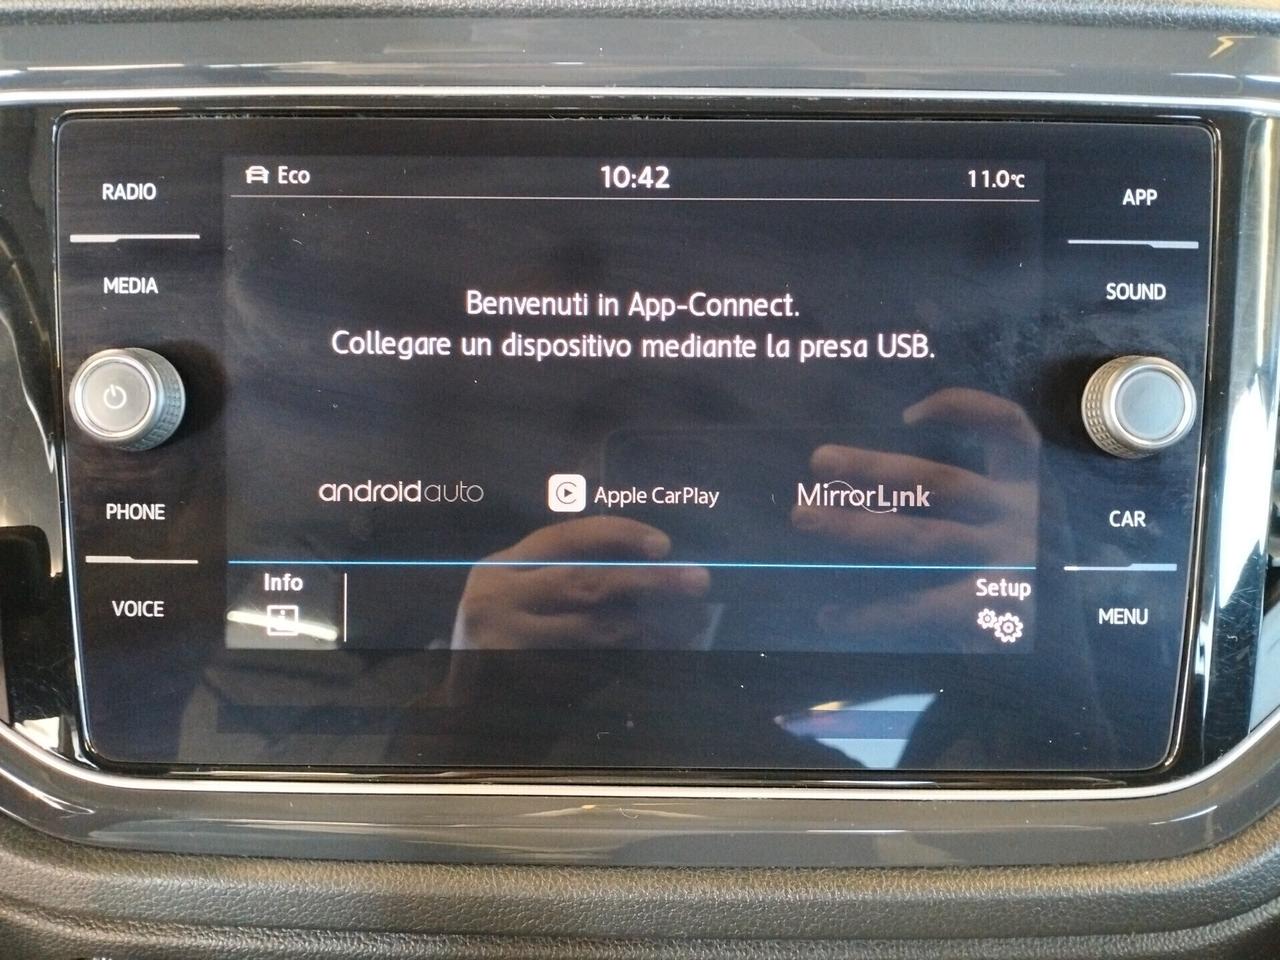 Eco 10:42 11.0°C
RADIO
APP
MEDIA
SOUND
Benvenuti in App-Connect.
Collegare un dispositivo mediante la presa USB.
androidauto Apple CarPlay MirrorLink
PHONE
CAR
Info Setup
VOICE
MENU